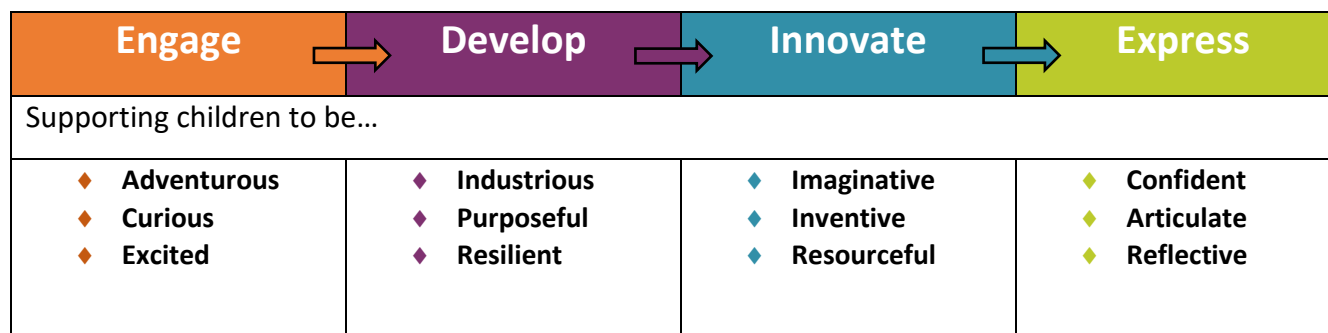 Engage
Develop
Innovate
Express
Supporting children to be…
Adventurous
Curious
Excited
Industrious
Purposeful
Resilient
Imaginative
Inventive
Resourceful
Confident
Articulate
Reflective